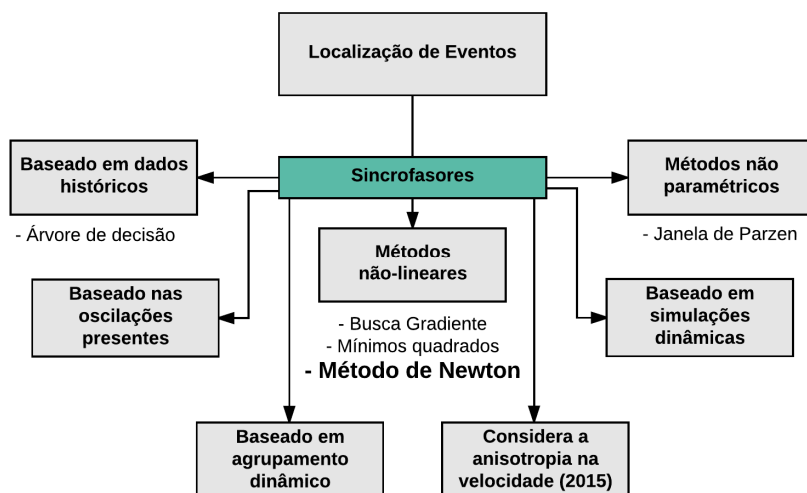 Localização de Eventos
Baseado em dados
históricos
- Árvore de decisão
Sincrofasores
Métodos não
paramétricos
- Janela de Parzen
Métodos
não-lineares
- Busca Gradiente
- Mínimos quadrados
- Método de Newton
Baseado nas
oscilações
presentes
Baseado em
simulações
dinâmicas
Baseado em
agrupamento
dinâmico
Considera a
anisotropia na
velocidade (2015)